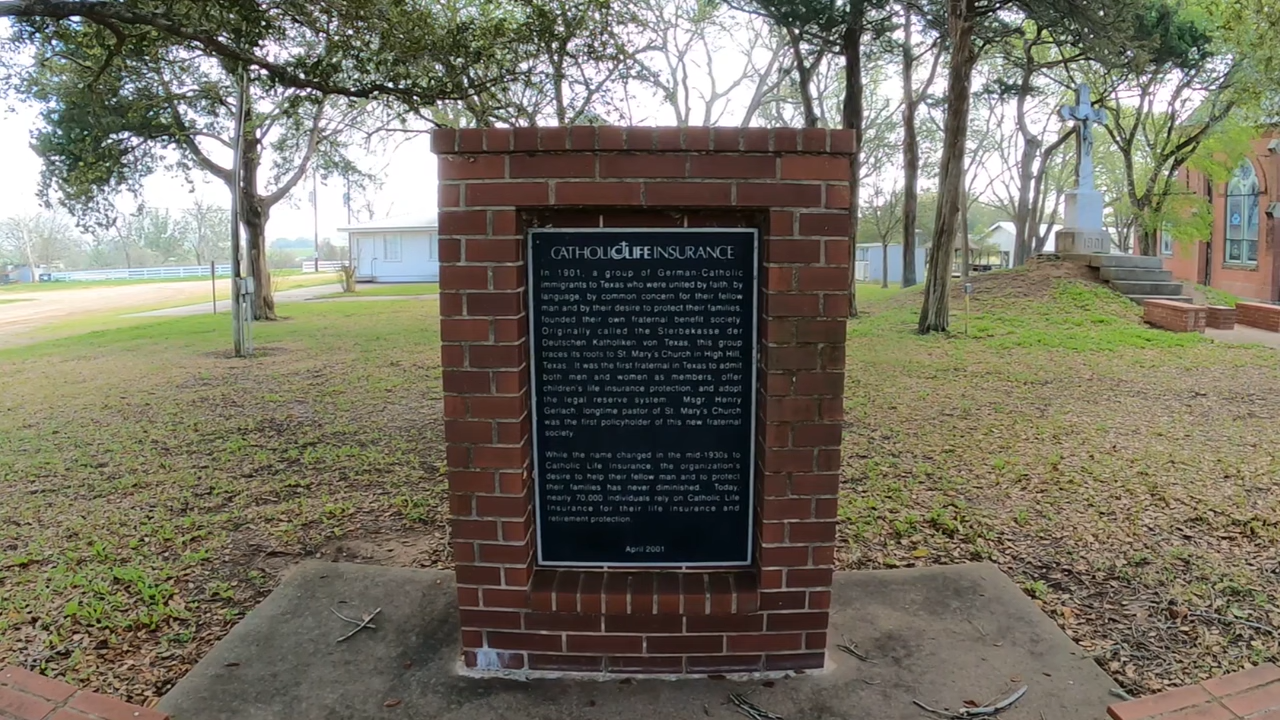 CATHOLIC LIFE INSURANCE
In 1901, a group of German-Catholic
immigrants to Texas who were united by faith, by
language, by common concern for their fellow
man and by their desire to protect their families,
founded their own fraternal benefit society.
Originally called the Sterbekasse der
Deutschen Katholiken von Texas, this group
traces its roots to St. Mary's Church in High Hill,
Texas. It was the first fraternal in Texas to admit
both men and women as members, offer
children's life insurance protection, and adopt
the legal reserve system. Msgr. Henry
Gerlach, longtime pastor of St. Mary's Church
was the first policyholder of this new fraternal
society.
While the name changed in the mid-1930s to
Catholic Life Insurance, the organization's
desire to help their fellow man and to protect
their families has never diminished. Today,
nearly 70,000 individuals rely on Catholic Life
Insurance for their life insurance and
retirement protection.
April 2001